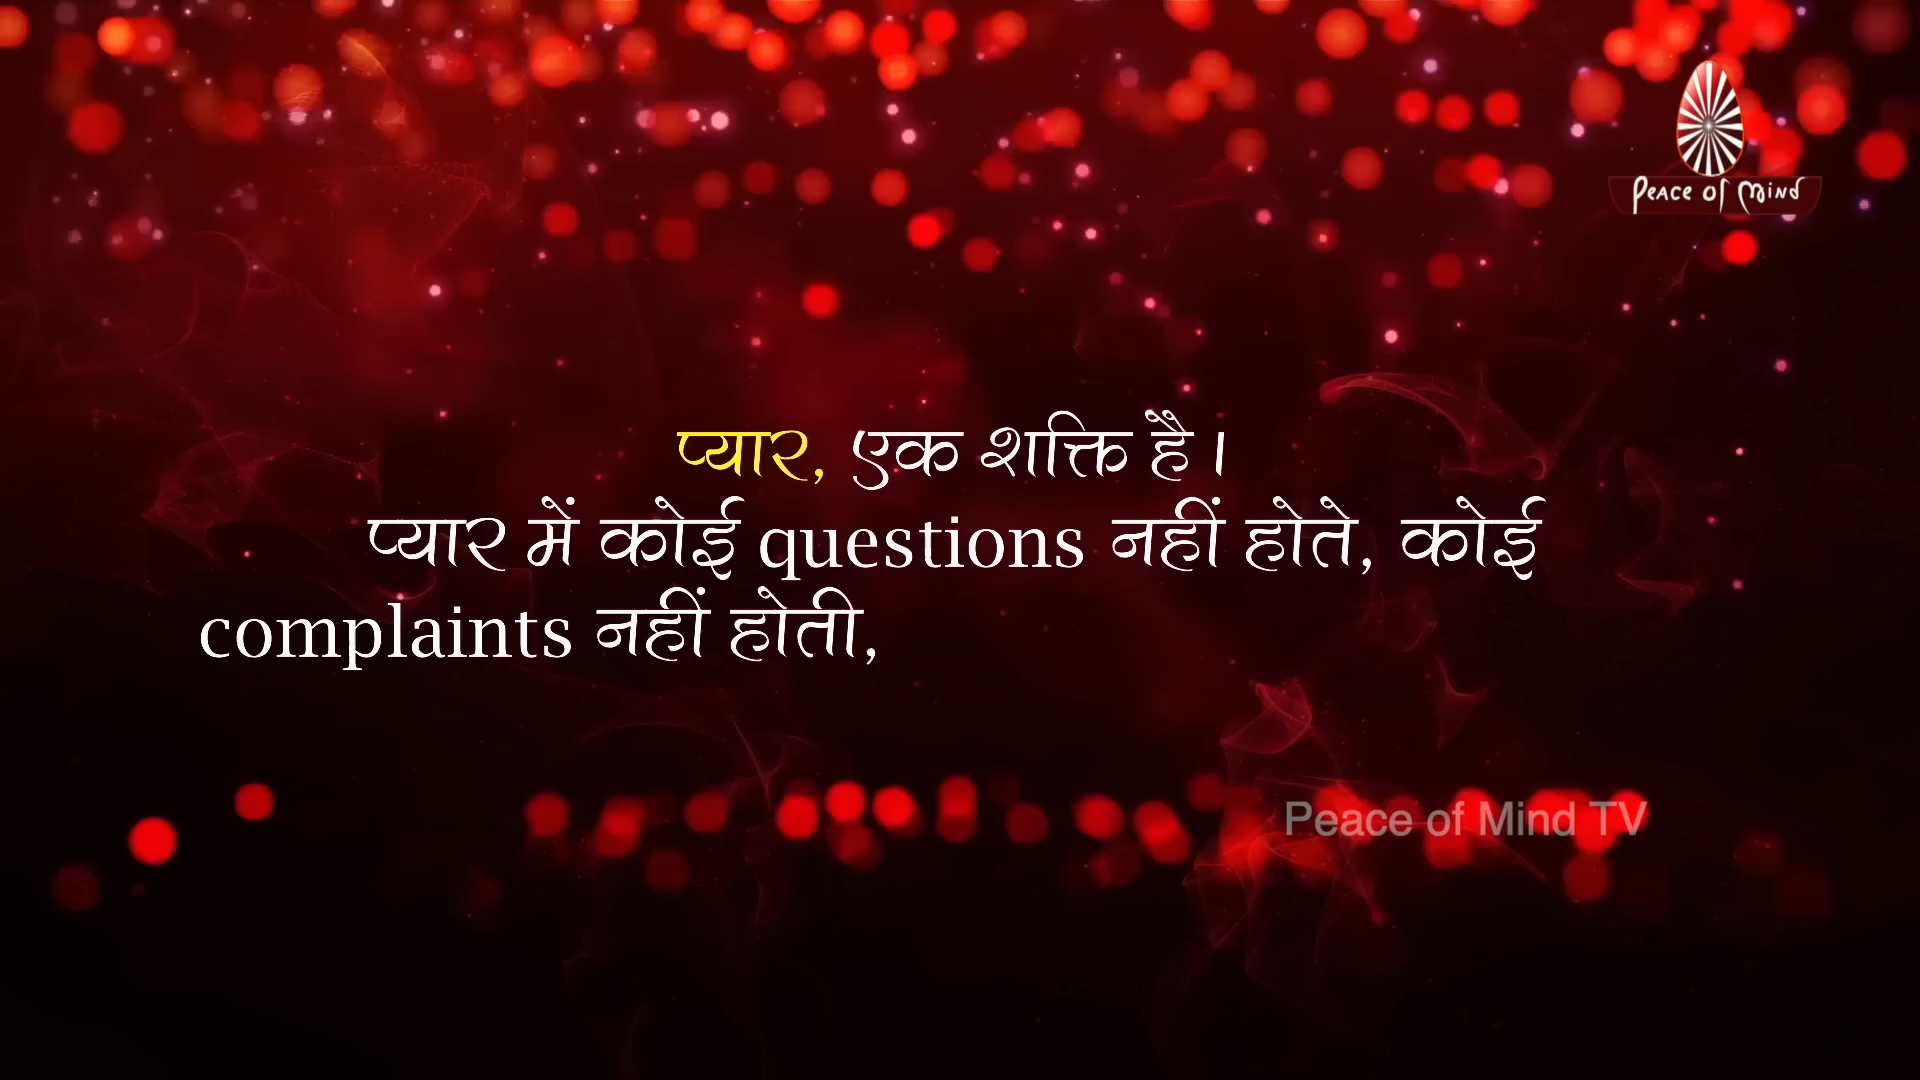 Peace of Mind
प्यार, एक शक्ति है।
प्यार में कोई questions नहीं होते, कोई
complaints नहीं होती,
Peace of Mind TV